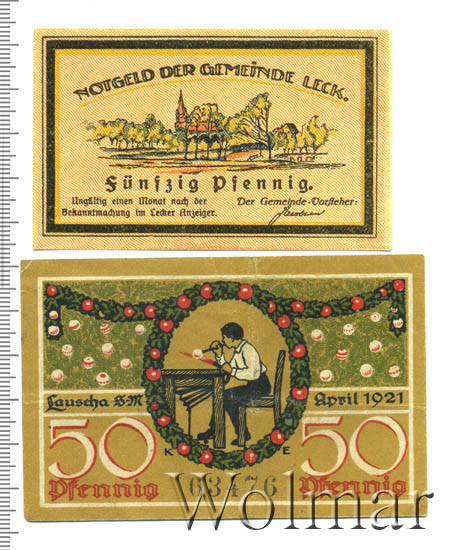 NOTGELD DER GEMEINDE LECK.
Fünfzig Pfennig.
Ungültig einen Monat nach der
Bekanntmachung im Lecker Anzeiger.
Der Gemeinde-Vorsteher:
Lauscha S-M
April 1921
50 50
K E
Pfennig 63476 Pfennig
Wolmar